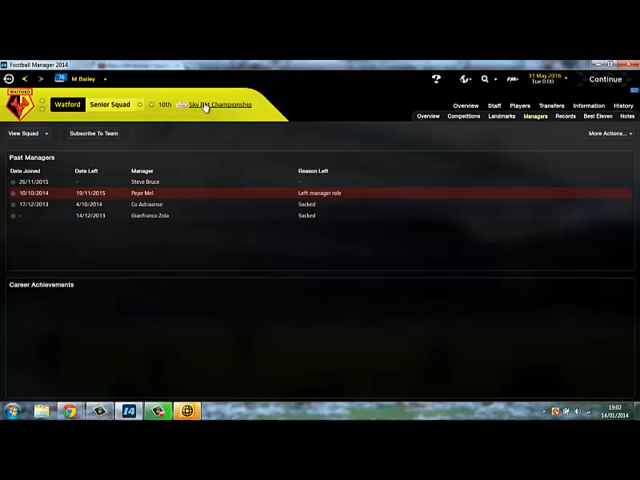 Football Manager 2014
76 M Bailey
31 May 2016
Tue 0:00
Continue
Watford Senior Squad 10th Sky Bet Championship
Overview Staff Players Transfers Information History
Overview Competitions Landmarks Managers Records Best Eleven Notes
View Squad Subscribe To Team More Actions...
Past Managers
Date Joined Date Left Manager Reason Left
26/11/2015 - Steve Bruce
10/10/2014 19/11/2015 Pepe Mel Left manager role
17/12/2013 4/10/2014 Co Adriaanse Sacked
- 14/12/2013 Gianfranco Zola Sacked
Career Achievements
14
19:02
14/01/2014